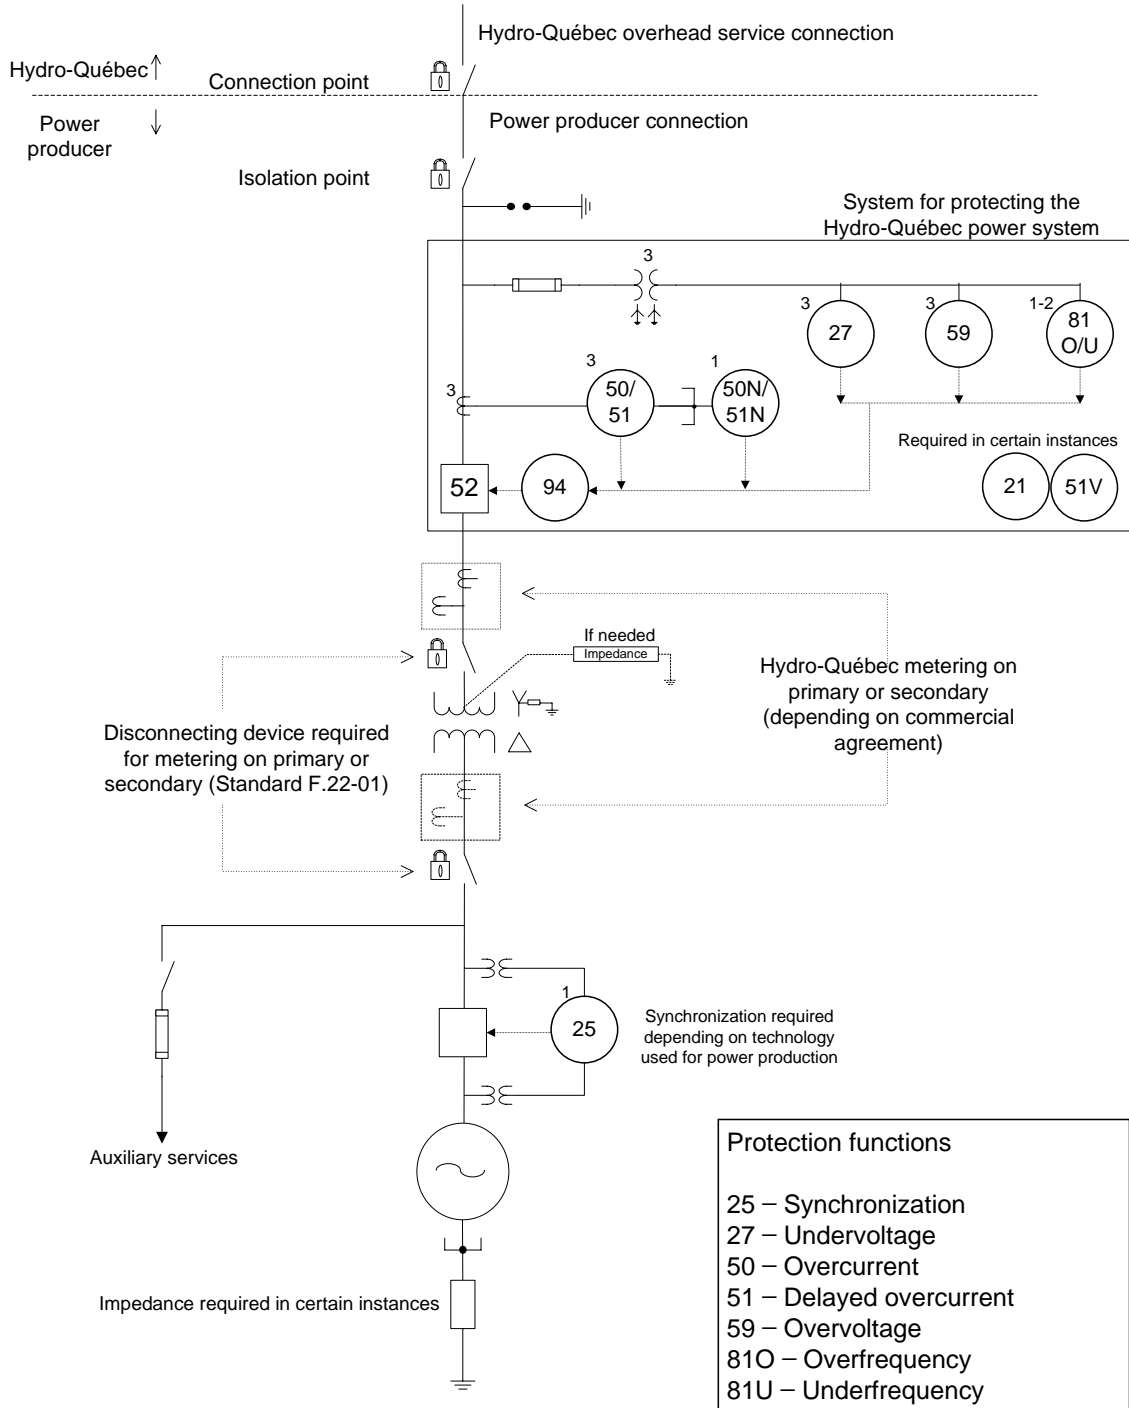 Hydro-Québec overhead service connection
Hydro-Québec
Connection point
Power
producer
Power producer connection
Isolation point
System for protecting the
Hydro-Québec power system
3
3
27
3
59
1-2
81
O/U
3
3
50/
51
1
50N/
51N
Required in certain instances
52
94
21
51V
If needed
Impedance
Hydro-Québec metering on
primary or secondary
(depending on commercial
agreement)
Disconnecting device required
for metering on primary or
secondary (Standard F.22-01)
1
25
Synchronization required
depending on technology
used for power production
Auxiliary services
Impedance required in certain instances
Protection functions
25 – Synchronization
27 – Undervoltage
50 – Overcurrent
51 – Delayed overcurrent
59 – Overvoltage
81O – Overfrequency
81U – Underfrequency